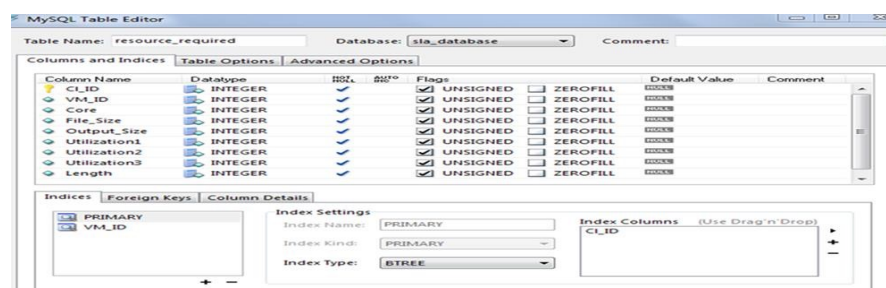 MySQL Table Editor
Table Name: resource_required Database: sla_database Comment:
Columns and Indices Table Options Advanced Options
Column Name Datatype NOT NULL AUTO INC Flags Default Value Comment
CI_ID INTEGER UNSIGNED ZEROFILL NULL
VM_ID INTEGER UNSIGNED ZEROFILL NULL
Core INTEGER UNSIGNED ZEROFILL NULL
File_Size INTEGER UNSIGNED ZEROFILL NULL
Output_Size INTEGER UNSIGNED ZEROFILL NULL
Utilization1 INTEGER UNSIGNED ZEROFILL NULL
Utilization2 INTEGER UNSIGNED ZEROFILL NULL
Utilization3 INTEGER UNSIGNED ZEROFILL NULL
Length INTEGER UNSIGNED ZEROFILL NULL
Indices Foreign Keys Column Details
PRIMARY
VM_ID
Index Settings
Index Name: PRIMARY
Index Kind: PRIMARY
Index Type: BTREE
Index Columns (Use Drag'n'Drop)
CI_ID